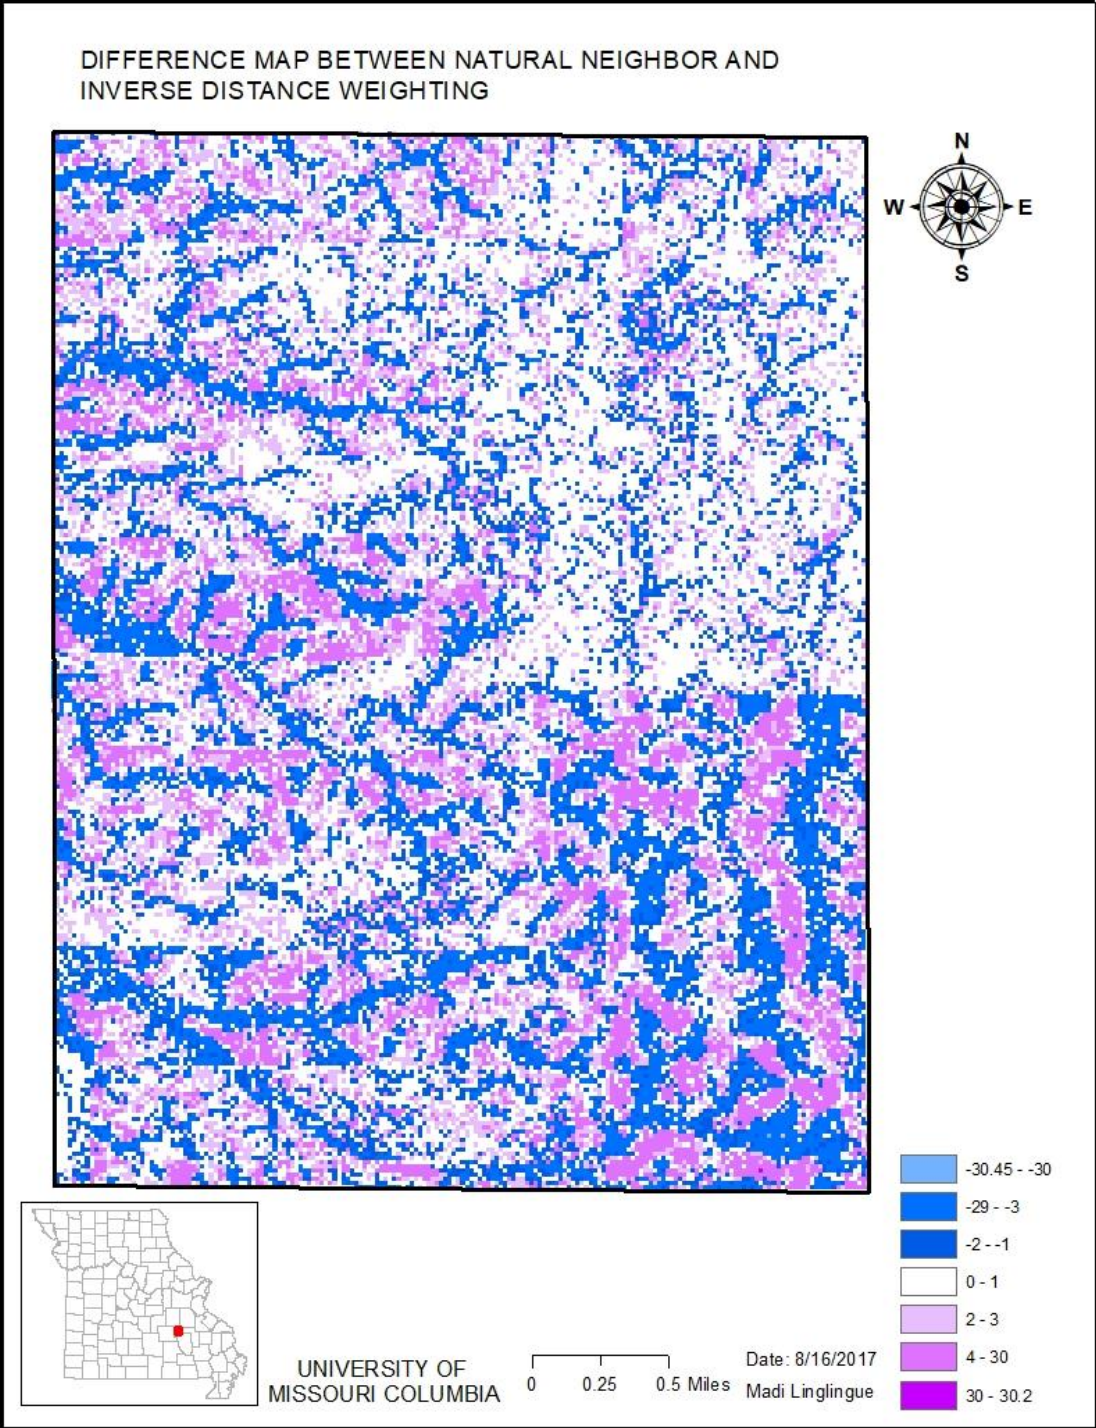 DIFFERENCE MAP BETWEEN NATURAL NEIGHBOR AND
INVERSE DISTANCE WEIGHTING
N
W
E
S
-30.45 - -30
-29 - -3
-2 - -1
0 - 1
2 - 3
4 - 30
30 - 30.2
UNIVERSITY OF
MISSOURI COLUMBIA
0 0.25 0.5 Miles
Date: 8/16/2017
Madi Linglingue